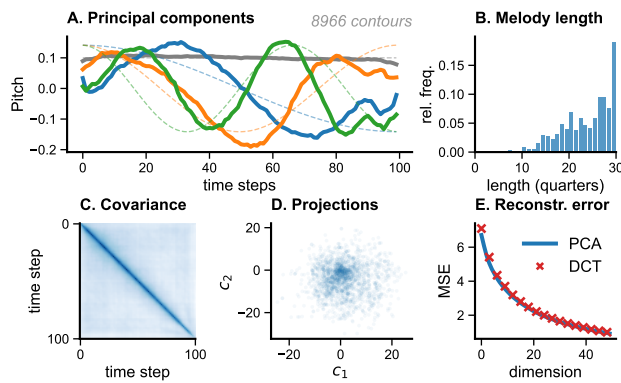 A. Principal components
8966 contours
Pitch
0.1
0.0
−0.1
−0.2
0 20 40 60 80 100
time steps
B. Melody length
rel. freq.
0.15
0.10
0.05
0.00
0 10 20 30
length (quarters)
C. Covariance
time step
0
100
0 100
time step
D. Projections
c2
20
0
−20
−20 0 20
c1
E. Reconstr. error
MSE
6
4
2
PCA
DCT
0 20 40
dimension